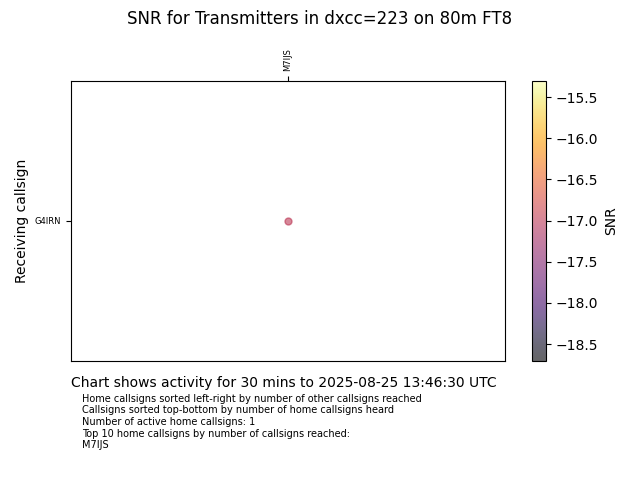 SNR for Transmitters in dxcc=223 on 80m FT8
M7IJS
Receiving callsign
G4IRN
−15.5
−16.0
−16.5
−17.0
−17.5
−18.0
−18.5
SNR
Chart shows activity for 30 mins to 2025-08-25 13:46:30 UTC
Home callsigns sorted left-right by number of other callsigns reached
Callsigns sorted top-bottom by number of home callsigns heard
Number of active home callsigns: 1
Top 10 home callsigns by number of callsigns reached:
M7IJS